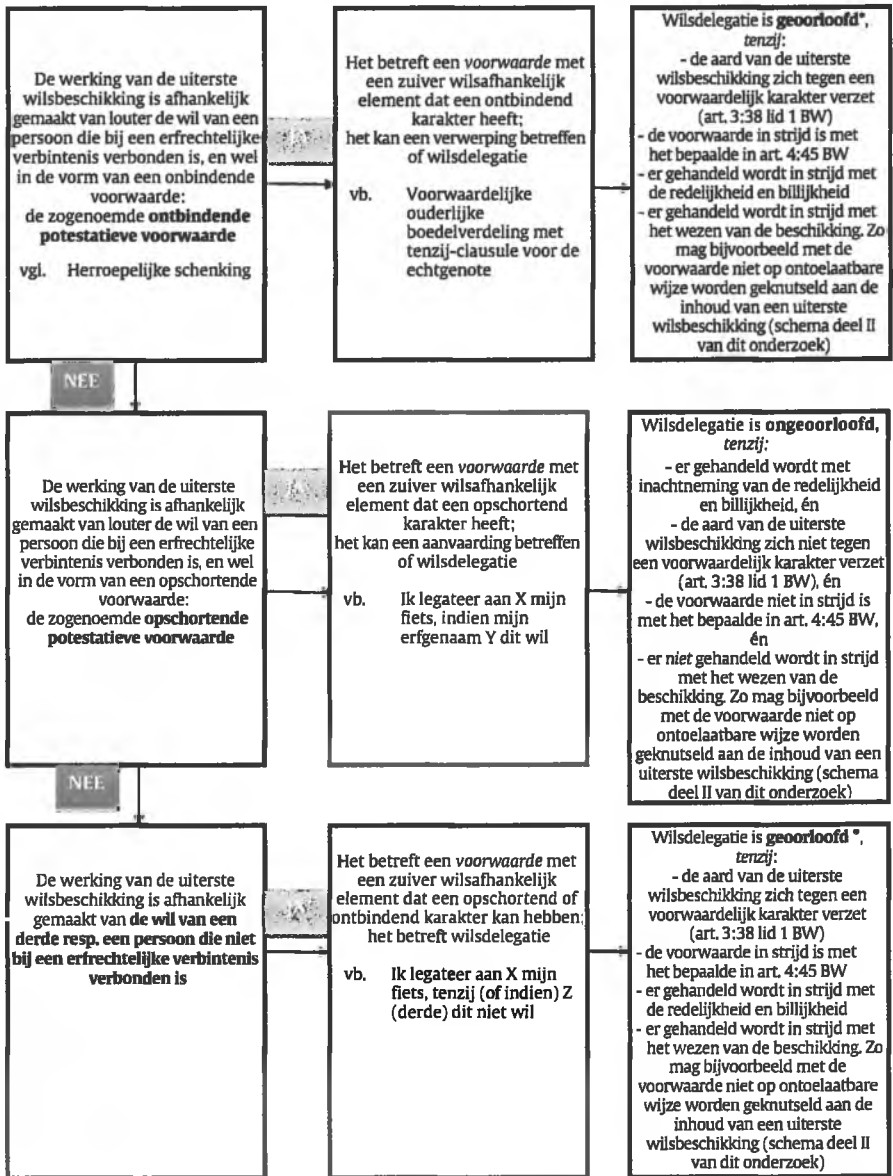 De werking van de uiterste
wilsbeschikking is afhankelijk
gemaakt van louter de wil van een
persoon die bij een erfrechtelijke
verbintenis verbonden is, en wel
in de vorm van een onbindende
voorwaarde:
de zogenoemde ontbindende
potestatieve voorwaarde
vgl. Herroepelijke schenking
Het betreft een voorwaarde met
een zuiver wilsafhankelijk
element dat een ontbindend
karakter heeft;
het kan een verwerping betreffen
of wilsdelegatie
vb. Voorwaardelijke
ouderlijke
boedelverdeling met
tenzij-clausule voor de
echtgenote
Wilsdelegatie is geoorloofd*,
tenzij:
- de aard van de uiterste
wilsbeschikking zich tegen een
voorwaardelijk karakter verzet
(art. 3:38 lid 1 BW)
- de voorwaarde in strijd is met
het bepaalde in art. 4:45 BW
- er gehandeld wordt in strijd met
de redelijkheid en billijkheid
- er gehandeld wordt in strijd met
het wezen van de beschikking. Zo
mag bijvoorbeeld met de
voorwaarde niet op ontoelaatbare
wijze worden geknutseld aan de
inhoud van een uiterste
wilsbeschikking (schema deel II
van dit onderzoek)
NEE
De werking van de uiterste
wilsbeschikking is afhankelijk
gemaakt van louter de wil van een
persoon die bij een erfrechtelijke
verbintenis verbonden is, en wel
in de vorm van een opschortende
voorwaarde:
de zogenoemde opschortende
potestatieve voorwaarde
Het betreft een voorwaarde met
een zuiver wilsafhankelijk
element dat een opschortend
karakter heeft;
het kan een aanvaarding betreffen
of wilsdelegatie
vb. Ik legateer aan X mijn
fiets, indien mijn
erfgenaam Y dit wil
Wilsdelegatie is ongeoorloofd,
tenzij:
- er gehandeld wordt met
inachtneming van de redelijkheid
en billijkheid, én
- de aard van de uiterste
wilsbeschikking zich niet tegen
een voorwaardelijk karakter verzet
(art. 3:38 lid 1 BW), én
- de voorwaarde niet in strijd is
met het bepaalde in art. 4:45 BW,
én
- er niet gehandeld wordt in strijd
met het wezen van de
beschikking. Zo mag bijvoorbeeld
met de voorwaarde niet op
ontoelaatbare wijze worden
geknutseld aan de inhoud van een
uiterste wilsbeschikking (schema
deel II van dit onderzoek)
NEE
De werking van de uiterste
wilsbeschikking is afhankelijk
gemaakt van de wil van een
derde resp. een persoon die niet
bij een erfrechtelijke verbintenis
verbonden is
Het betreft een voorwaarde met
een zuiver wilsafhankelijk
element dat een opschortend of
ontbindend karakter kan hebben;
het betreft wilsdelegatie
vb. Ik legateer aan X mijn
fiets, tenzij (of indien) Z
(derde) dit niet wil
Wilsdelegatie is geoorloofd *,
tenzij:
- de aard van de uiterste
wilsbeschikking zich tegen een
voorwaardelijk karakter verzet
(art. 3:38 lid 1 BW)
- de voorwaarde in strijd is met
het bepaalde in art. 4:45 BW
- er gehandeld wordt in strijd met
de redelijkheid en billijkheid
- er gehandeld wordt in strijd met
het wezen van de beschikking. Zo
mag bijvoorbeeld met de
voorwaarde niet op ontoelaatbare
wijze worden geknutseld aan de
inhoud van een uiterste
wilsbeschikking (schema deel II
van dit onderzoek)